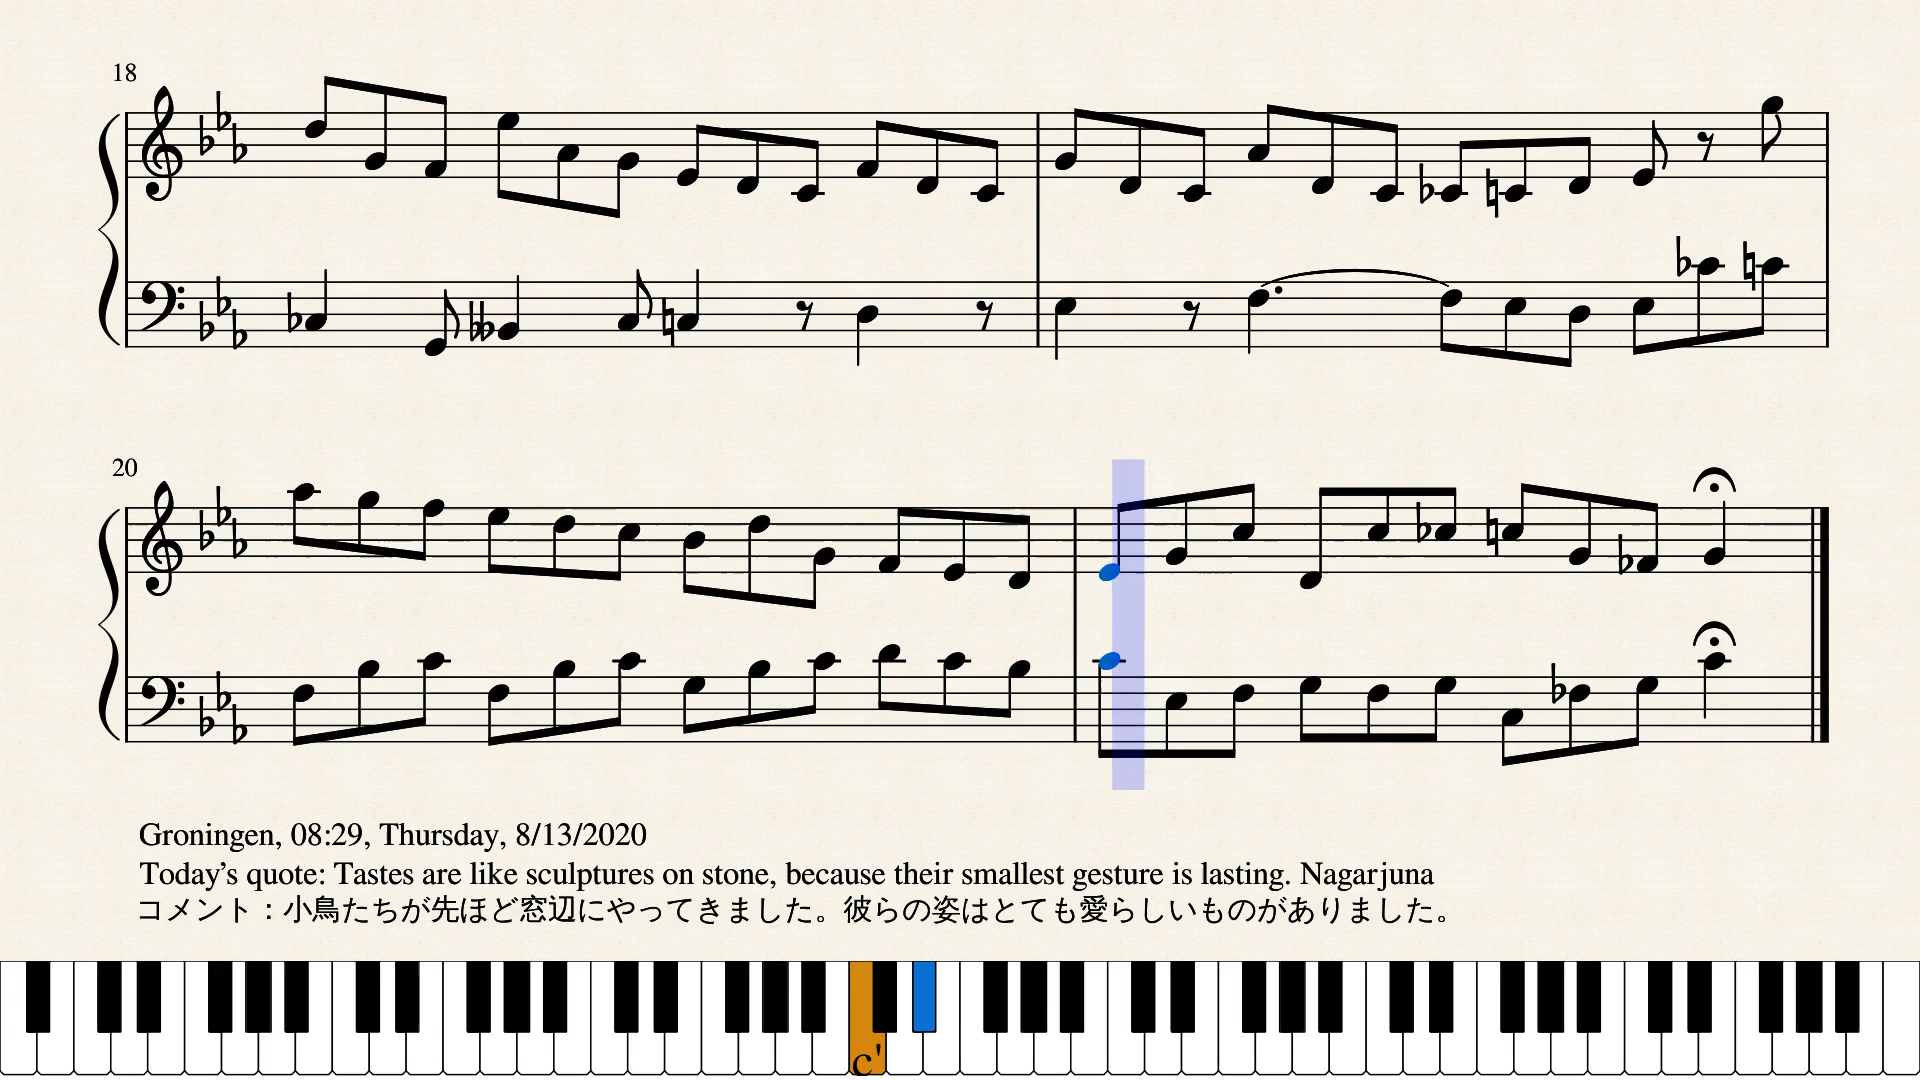 18
20
Groningen, 08:29, Thursday, 8/13/2020
Today’s quote: Tastes are like sculptures on stone, because their smallest gesture is lasting. Nagarjuna
コメント：小鳥たちが先ほど窓辺にやってきました。彼らの姿はとても愛らしいものがありました。
c'